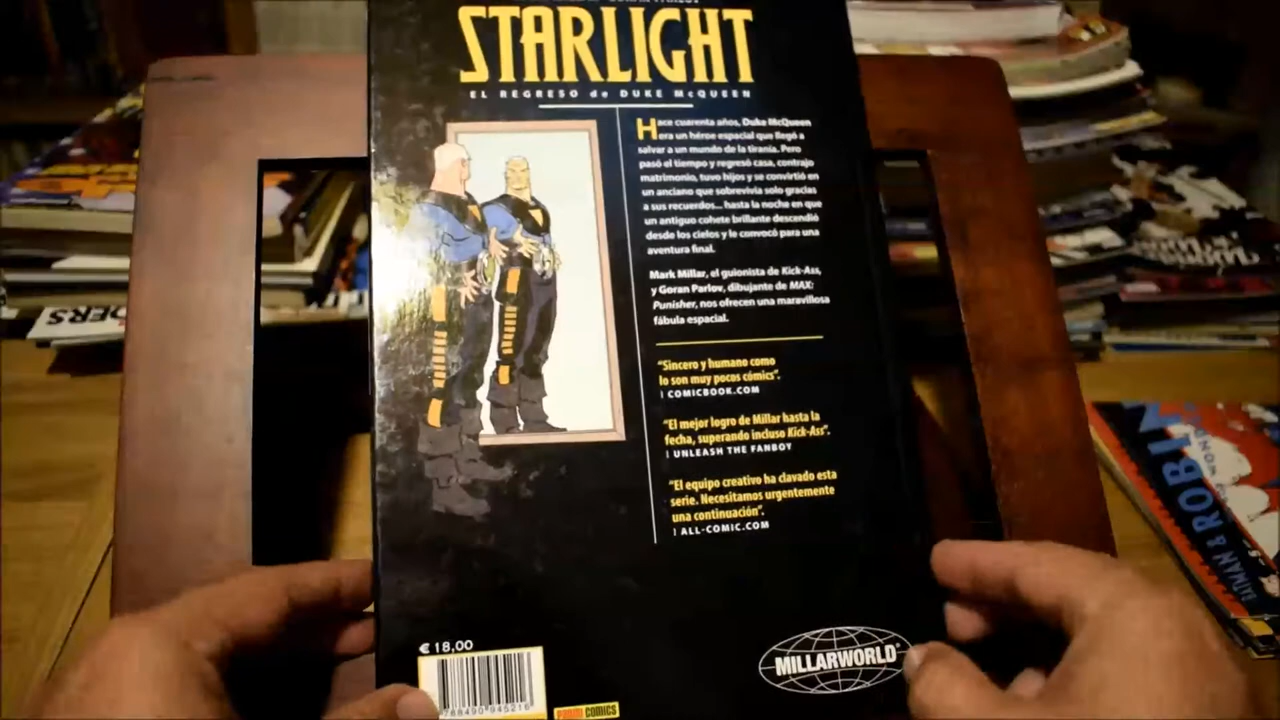 STARLIGHT
EL REGRESO de DUKE McQUEEN
Hace cuarenta años, Duke McQueen
era un héroe espacial que llegó a
salvar a un mundo de la tiranía. Pero
pasó el tiempo y regresó casa, contrajo
matrimonio, tuvo hijos y se convirtió en
un anciano que sobrevivía solo gracias
a sus recuerdos... hasta la noche en que
un antiguo cohete brillante descendió
desde los cielos y le convocó para una
aventura final.
Mark Millar, el guionista de Kick-Ass,
y Goran Parlov, dibujante de MAX:
Punisher, nos ofrecen una maravillosa
fábula espacial.
"Sincero y humano como
lo son muy pocos cómics".
| COMICBOOK.COM
"El mejor logro de Millar hasta la
fecha, superando incluso Kick-Ass".
| UNLEASH THE FANBOY
"El equipo creativo ha clavado esta
serie. Necesitamos urgentemente
una continuación".
| ALL-COMIC.COM
€ 18,00
788490 945216
PANINI COMICS
MILLARWORLD
BATMAN & ROBIN